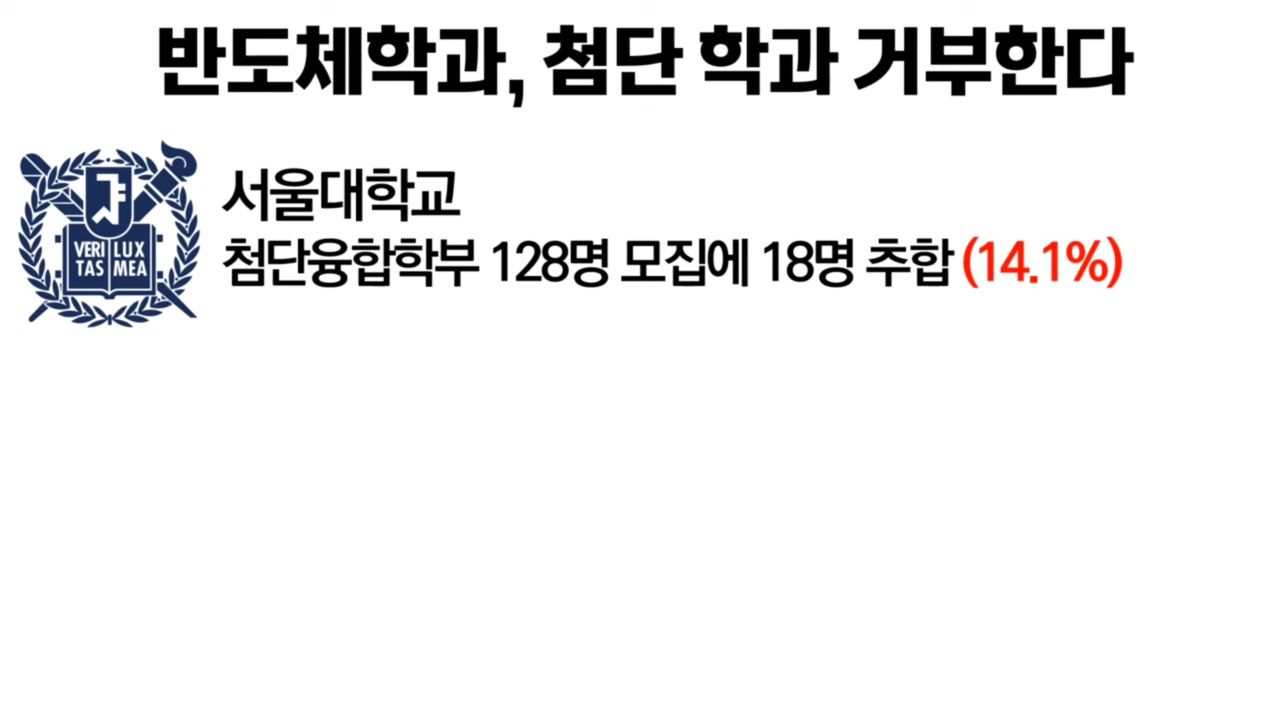 반도체학과, 첨단 학과 거부한다
서울대학교
첨단융합학부 128명 모집에 18명 추합 (14.1%)
VERI LUX
TAS MEA